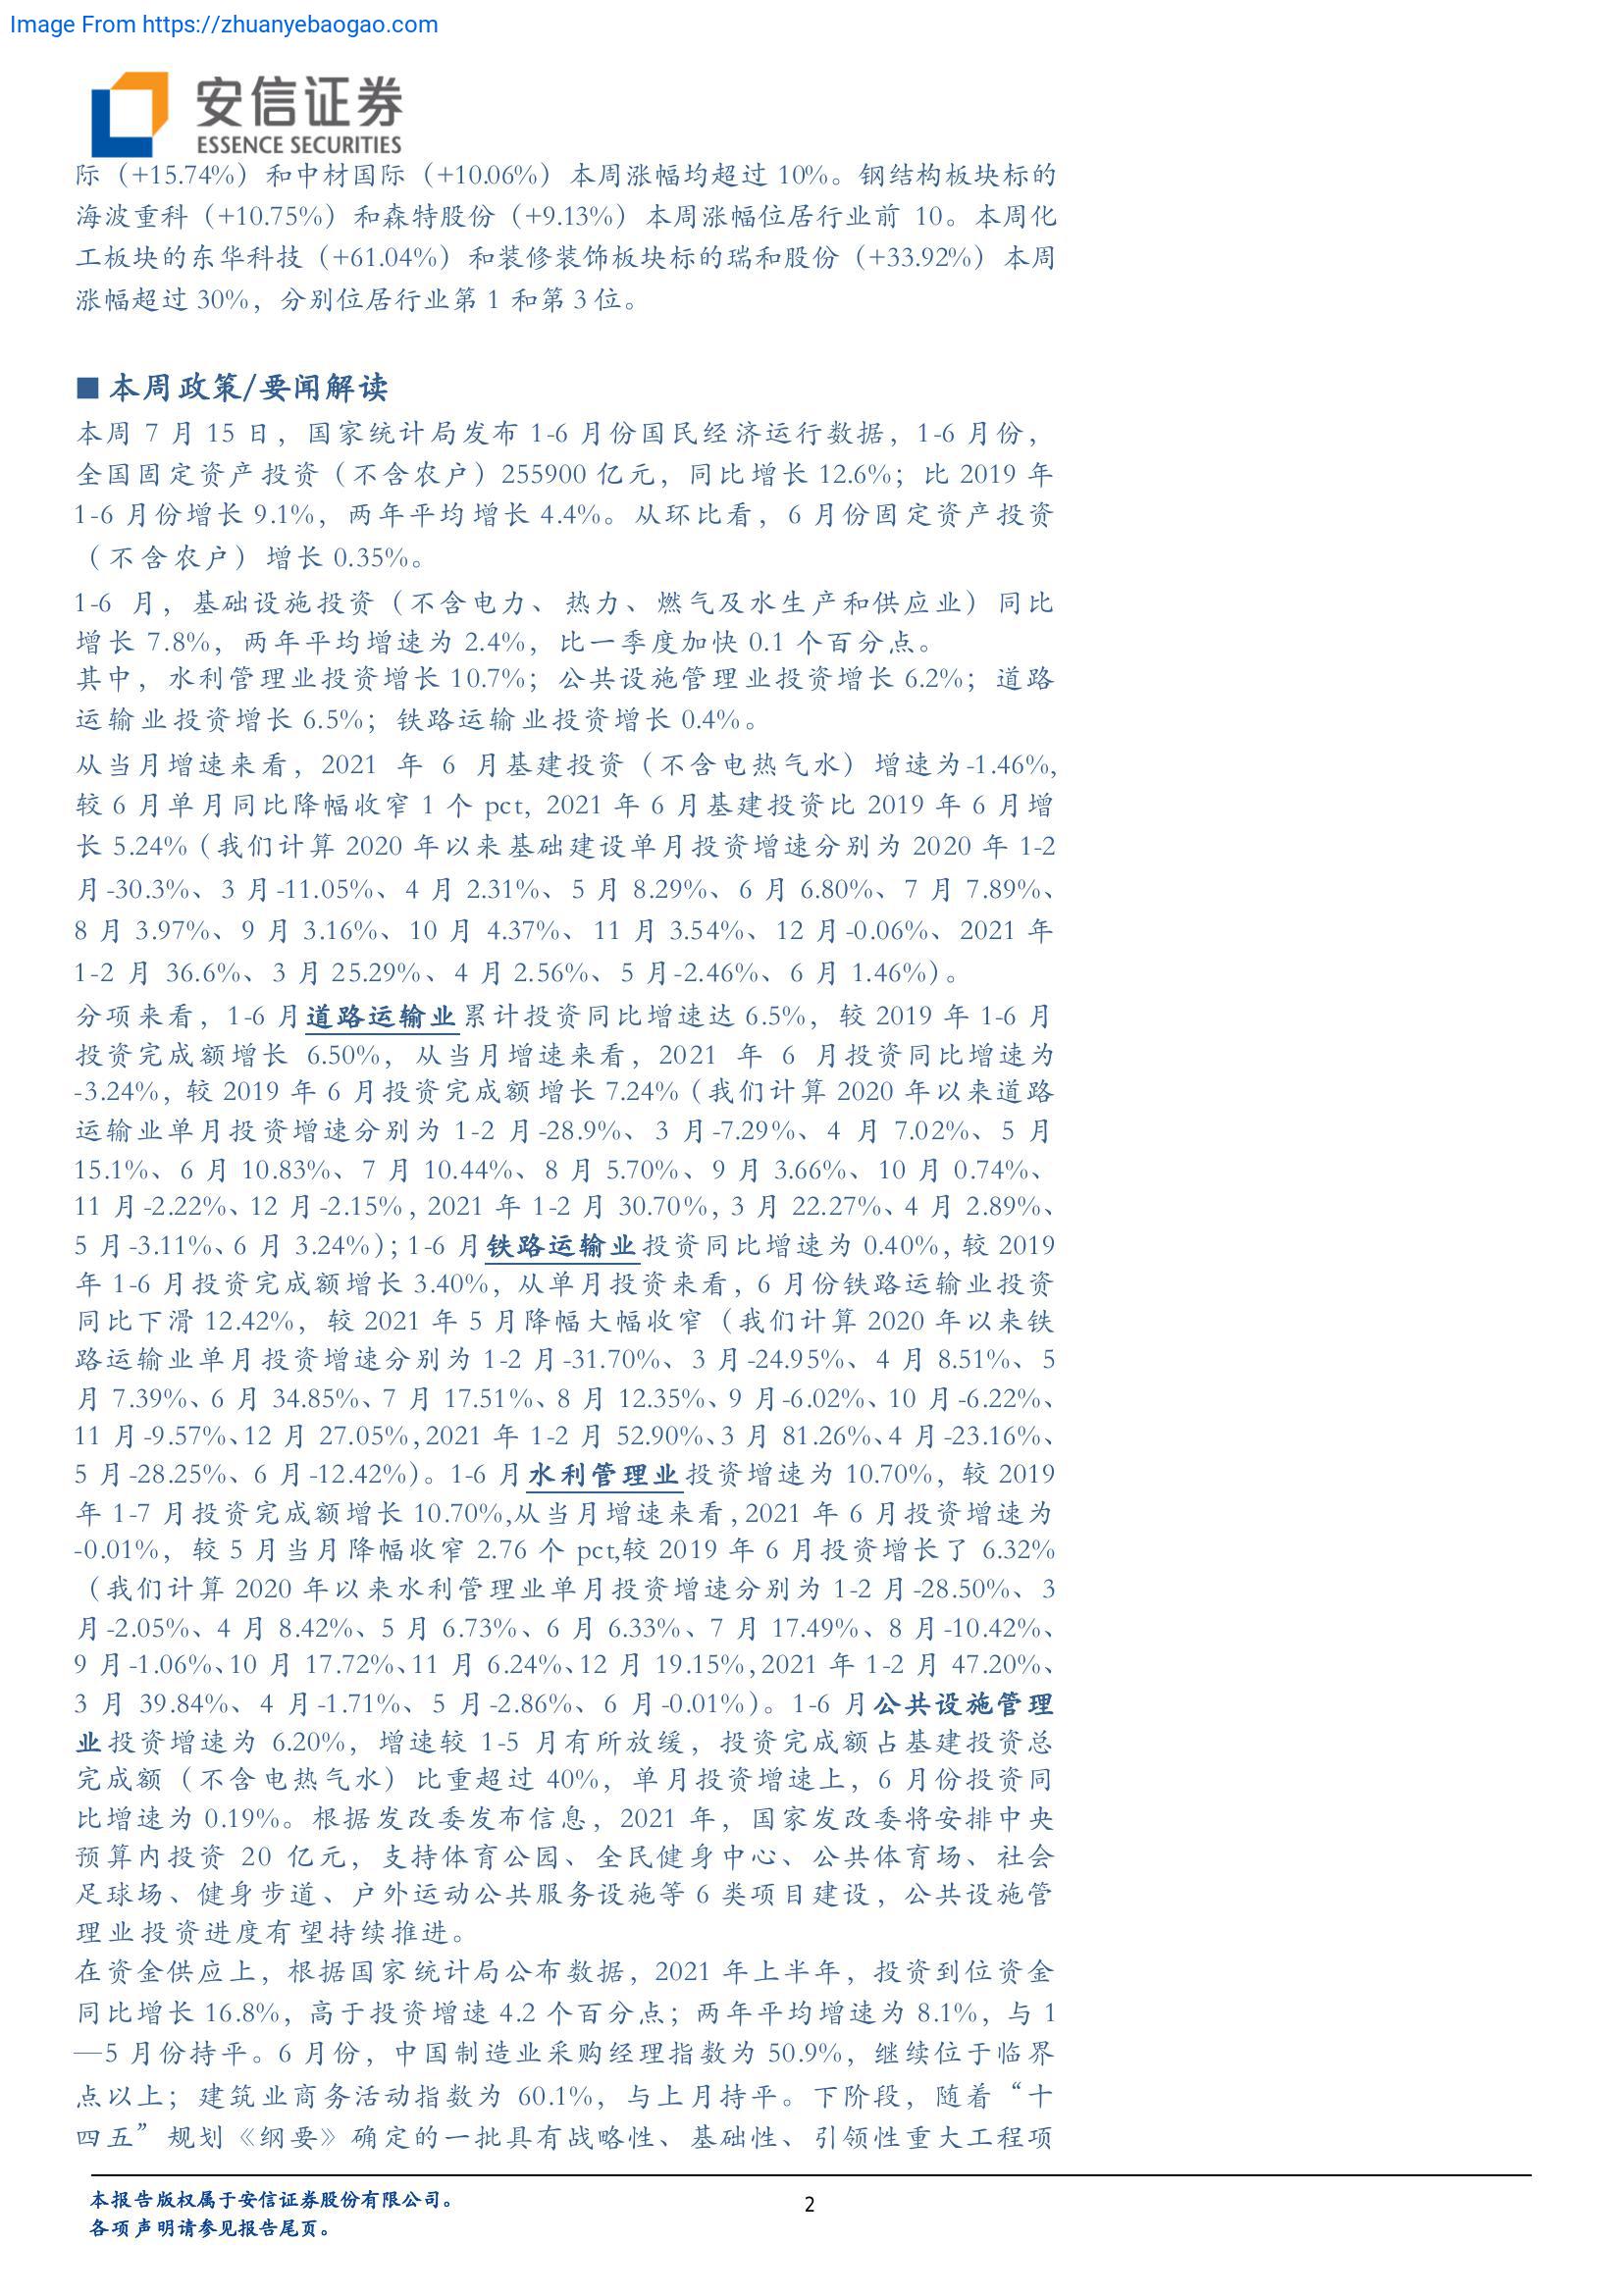 Image From https://zhuanyebaogao.com
安信证券
ESSENCE SECURITIES
际（+15.74%）和中材国际（+10.06%）本周涨幅均超过 10%。钢结构板块标的
海波重科（+10.75%）和森特股份（+9.13%）本周涨幅位居行业前 10。本周化
工板块的东华科技（+61.04%）和装修装饰板块标的瑞和股份（+33.92%）本周
涨幅超过 30%，分别位居行业第 1 和第 3 位。
■ 本周政策/要闻解读
本周 7 月 15 日，国家统计局发布 1-6 月份国民经济运行数据，1-6 月份，
全国固定资产投资（不含农户）255900 亿元，同比增长 12.6%；比 2019 年
1-6 月份增长 9.1%，两年平均增长 4.4%。从环比看，6 月份固定资产投资
（不含农户）增长 0.35%。
1-6 月，基础设施投资（不含电力、热力、燃气及水生产和供应业）同比
增长 7.8%，两年平均增速为 2.4%，比一季度加快 0.1 个百分点。
其中，水利管理业投资增长 10.7%；公共设施管理业投资增长 6.2%；道路
运输业投资增长 6.5%；铁路运输业投资增长 0.4%。
从当月增速来看，2021 年 6 月基建投资（不含电热气水）增速为-1.46%,
较 6 月单月同比降幅收窄 1 个 pct, 2021 年 6 月基建投资比 2019 年 6 月增
长 5.24%（我们计算 2020 年以来基础建设单月投资增速分别为 2020 年 1-2
月-30.3%、3 月-11.05%、4 月 2.31%、5 月 8.29%、6 月 6.80%、7 月 7.89%、
8 月 3.97%、9 月 3.16%、10 月 4.37%、11 月 3.54%、12 月-0.06%、2021 年
1-2 月 36.6%、3 月 25.29%、4 月 2.56%、5 月-2.46%、6 月 1.46%）。
分项来看，1-6 月道路运输业累计投资同比增速达 6.5%，较 2019 年 1-6 月
投资完成额增长 6.50%，从当月增速来看，2021 年 6 月投资同比增速为
-3.24%，较 2019 年 6 月投资完成额增长 7.24%（我们计算 2020 年以来道路
运输业单月投资增速分别为 1-2 月-28.9%、3 月-7.29%、4 月 7.02%、5 月
15.1%、6 月 10.83%、7 月 10.44%、8 月 5.70%、9 月 3.66%、10 月 0.74%、
11 月-2.22%、12 月-2.15%，2021 年 1-2 月 30.70%，3 月 22.27%、4 月 2.89%、
5 月-3.11%、6 月 3.24%）；1-6 月铁路运输业投资同比增速为 0.40%，较 2019
年 1-6 月投资完成额增长 3.40%，从单月投资来看，6 月份铁路运输业投资
同比下滑 12.42%，较 2021 年 5 月降幅大幅收窄（我们计算 2020 年以来铁
路运输业单月投资增速分别为 1-2 月-31.70%、3 月-24.95%、4 月 8.51%、5
月 7.39%、6 月 34.85%、7 月 17.51%、8 月 12.35%、9 月-6.02%、10 月-6.22%、
11 月-9.57%、12 月 27.05%,2021 年 1-2 月 52.90%、3 月 81.26%、4 月-23.16%、
5 月-28.25%、6 月-12.42%）。1-6 月水利管理业投资增速为 10.70%，较 2019
年 1-7 月投资完成额增长 10.70%,从当月增速来看,2021 年 6 月投资增速为
-0.01%，较 5 月当月降幅收窄 2.76 个 pct,较 2019 年 6 月投资增长了 6.32%
（我们计算 2020 年以来水利管理业单月投资增速分别为 1-2 月-28.50%、3
月-2.05%、4 月 8.42%、5 月 6.73%、6 月 6.33%、7 月 17.49%、8 月-10.42%、
9 月-1.06%、10 月 17.72%、11 月 6.24%、12 月 19.15%,2021 年 1-2 月 47.20%、
3 月 39.84%、4 月-1.71%、5 月-2.86%、6 月-0.01%）。1-6 月公共设施管理
业投资增速为 6.20%，增速较 1-5 月有所放缓，投资完成额占基建投资总
完成额（不含电热气水）比重超过 40%，单月投资增速上，6 月份投资同
比增速为 0.19%。根据发改委发布信息，2021 年，国家发改委将安排中央
预算内投资 20 亿元，支持体育公园、全民健身中心、公共体育场、社会
足球场、健身步道、户外运动公共服务设施等 6 类项目建设，公共设施管
理业投资进度有望持续推进。
在资金供应上，根据国家统计局公布数据，2021 年上半年，投资到位资金
同比增长 16.8%，高于投资增速 4.2 个百分点；两年平均增速为 8.1%，与 1
—5 月份持平。6 月份，中国制造业采购经理指数为 50.9%，继续位于临界
点以上；建筑业商务活动指数为 60.1%，与上月持平。下阶段，随着“十
四五”规划《纲要》确定的一批具有战略性、基础性、引领性重大工程项
本报告版权属于安信证券股份有限公司。
2
各项声明请参见报告尾页。